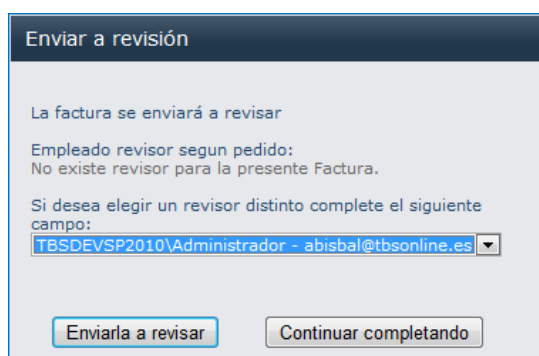 Enviar a revisión
La factura se enviará a revisar
Empleado revisor segun pedido:
No existe revisor para la presente Factura.
Si desea elegir un revisor distinto complete el siguiente
campo:
TBSDEVSP2010\Administrador - abisbal@tbsonline.es
Enviarla a revisar Continuar completando